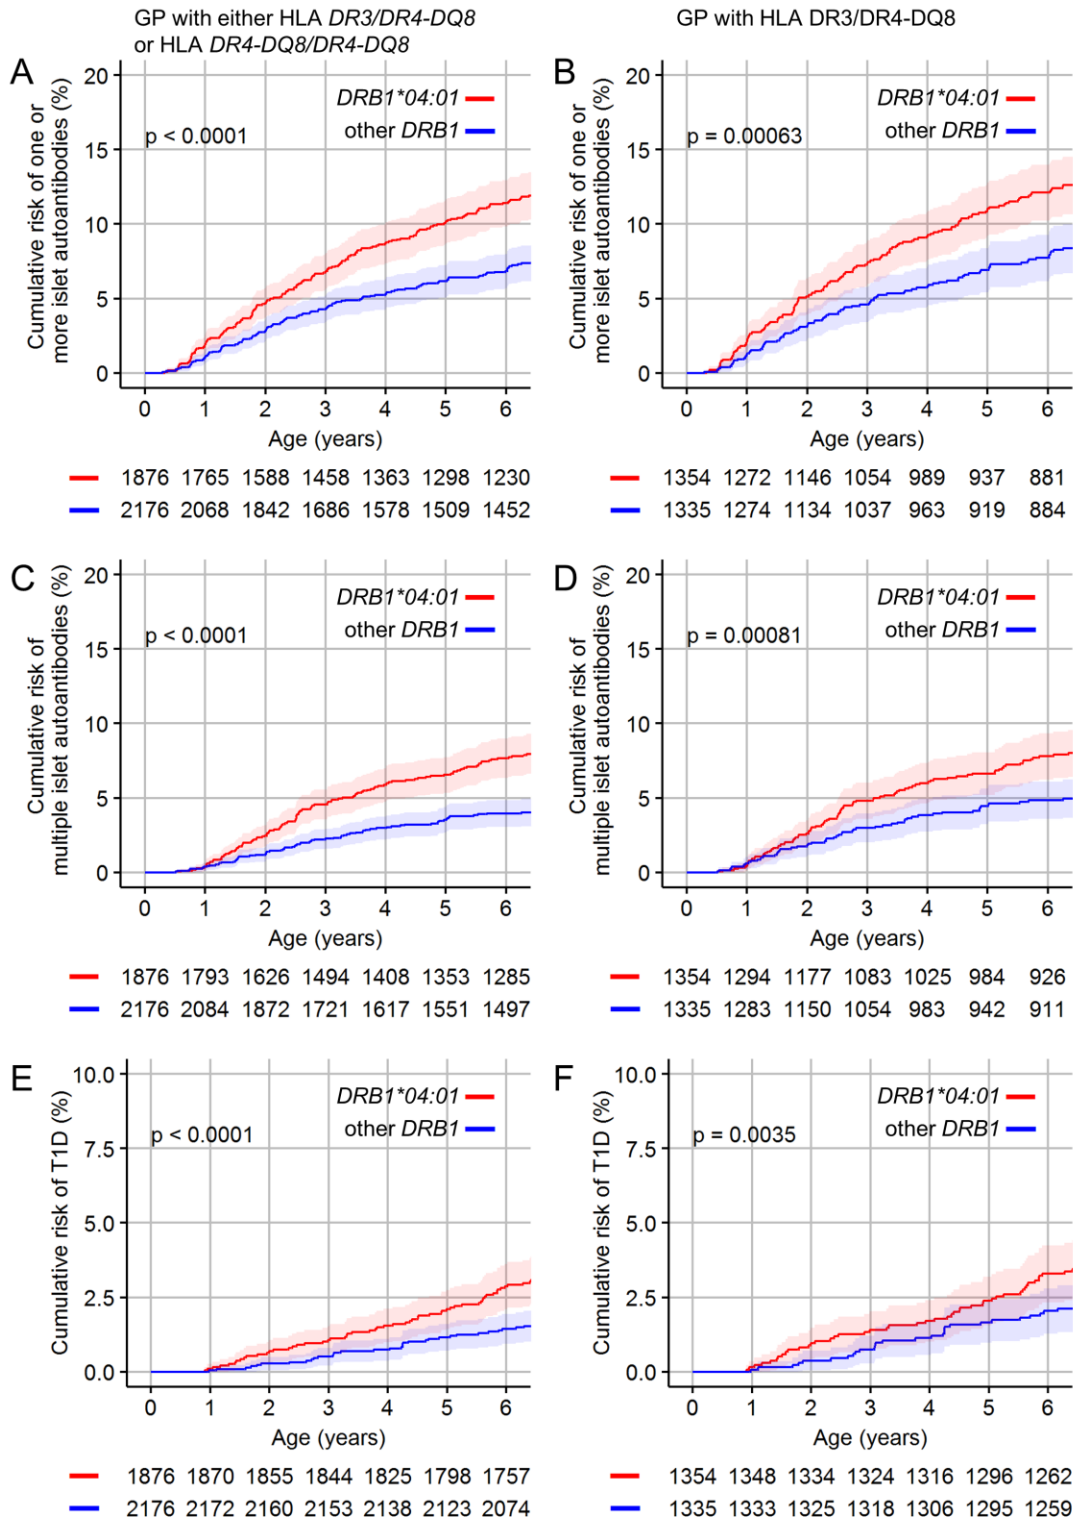 GP with either HLA DR3/DR4-DQ8
or HLA DR4-DQ8/DR4-DQ8
GP with HLA DR3/DR4-DQ8
A
Cumulative risk of one or
more islet autoantibodies (%)
20
15
10
5
0
DRB1*04:01
other DRB1
p < 0.0001
0 1 2 3 4 5 6
Age (years)
1876 1765 1588 1458 1363 1298 1230
2176 2068 1842 1686 1578 1509 1452
B
Cumulative risk of one or
more islet autoantibodies (%)
20
15
10
5
0
DRB1*04:01
other DRB1
p = 0.00063
0 1 2 3 4 5 6
Age (years)
1354 1272 1146 1054 989 937 881
1335 1274 1134 1037 963 919 884
C
Cumulative risk of
multiple islet autoantibodies (%)
20
15
10
5
0
DRB1*04:01
other DRB1
p < 0.0001
0 1 2 3 4 5 6
Age (years)
1876 1793 1626 1494 1408 1353 1285
2176 2084 1872 1721 1617 1551 1497
D
Cumulative risk of
multiple islet autoantibodies (%)
20
15
10
5
0
DRB1*04:01
other DRB1
p = 0.00081
0 1 2 3 4 5 6
Age (years)
1354 1294 1177 1083 1025 984 926
1335 1283 1150 1054 983 942 911
E
Cumulative risk of T1D (%)
10.0
7.5
5.0
2.5
0.0
DRB1*04:01
other DRB1
p < 0.0001
0 1 2 3 4 5 6
Age (years)
1876 1870 1855 1844 1825 1798 1757
2176 2172 2160 2153 2138 2123 2074
F
Cumulative risk of T1D (%)
10.0
7.5
5.0
2.5
0.0
DRB1*04:01
other DRB1
p = 0.0035
0 1 2 3 4 5 6
Age (years)
1354 1348 1334 1324 1316 1296 1262
1335 1333 1325 1318 1306 1295 1259